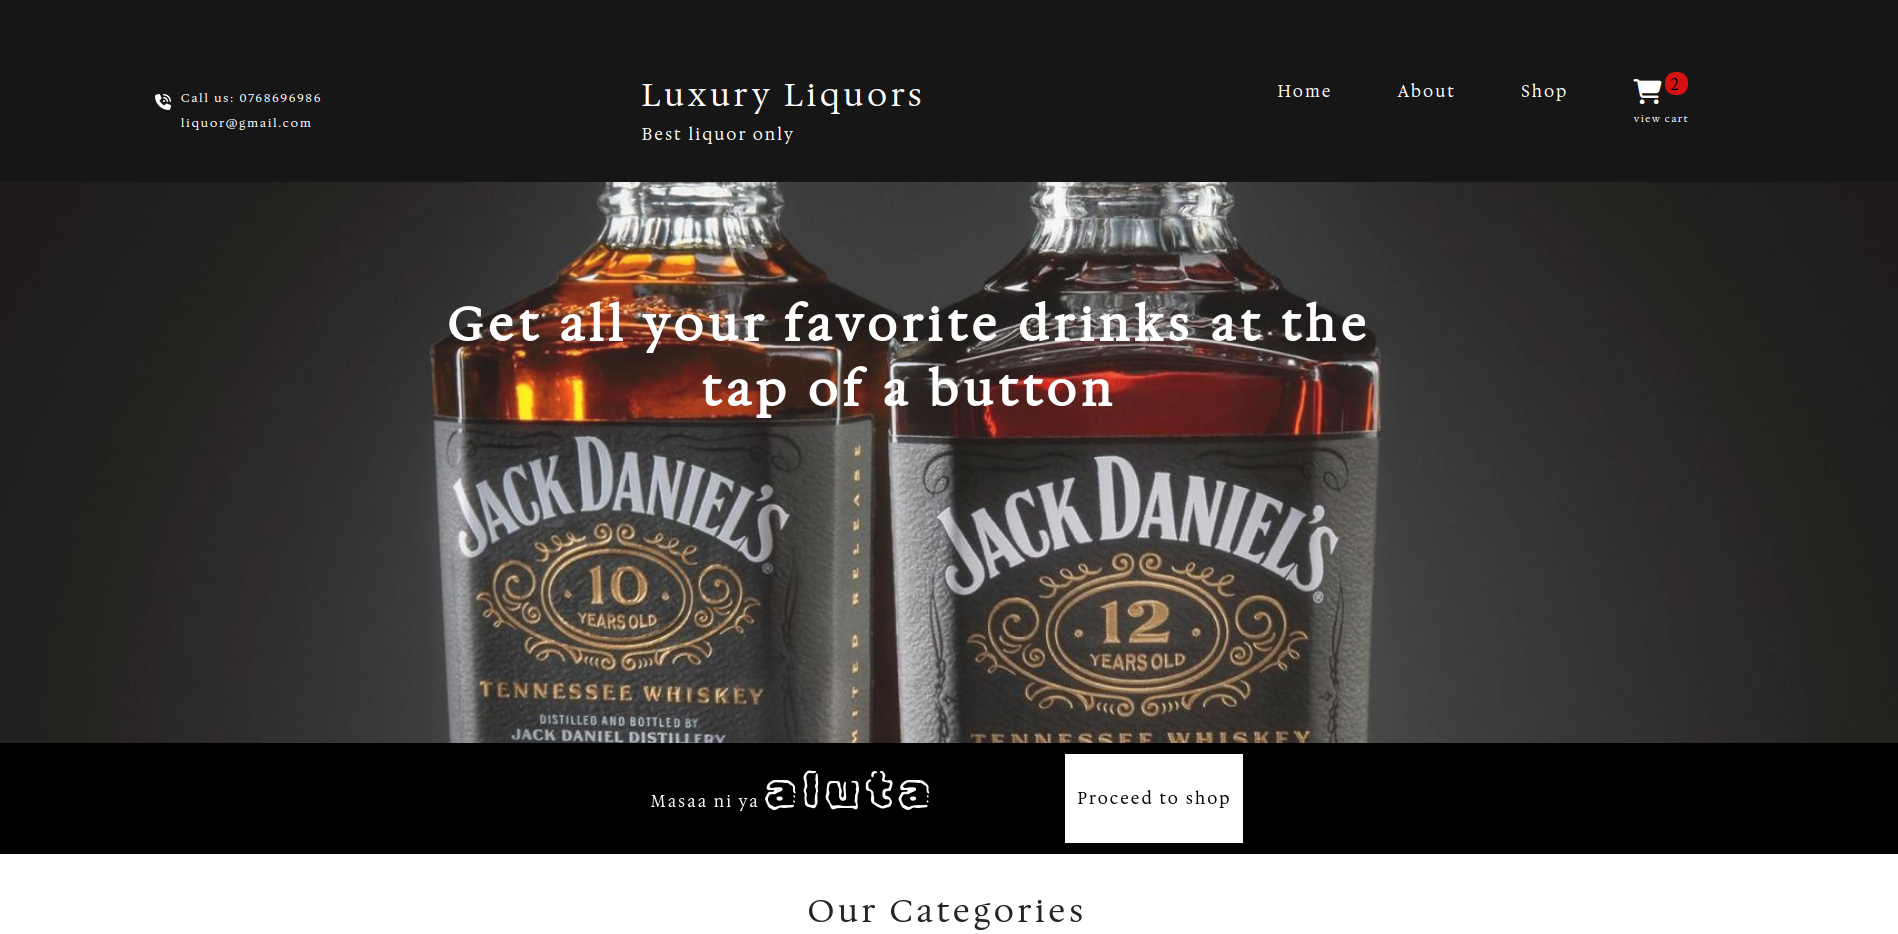 Call us: 0768696986
liquor@gmail.com
Luxury Liquors
Best liquor only
Home
About
Shop
2
view cart
Get all your favorite drinks at the
tap of a button
JACK DANIEL'S
®
· 10 ·
YEARS OLD
TENNESSEE WHISKEY
DISTILLED AND BOTTLED BY
JACK DANIEL DISTILLERY
RELEASE
JACK DANIEL'S
®
· 12 ·
YEARS OLD
TENNESSEE WHISKEY
Masaa ni ya aluta
Proceed to shop
Our Categories